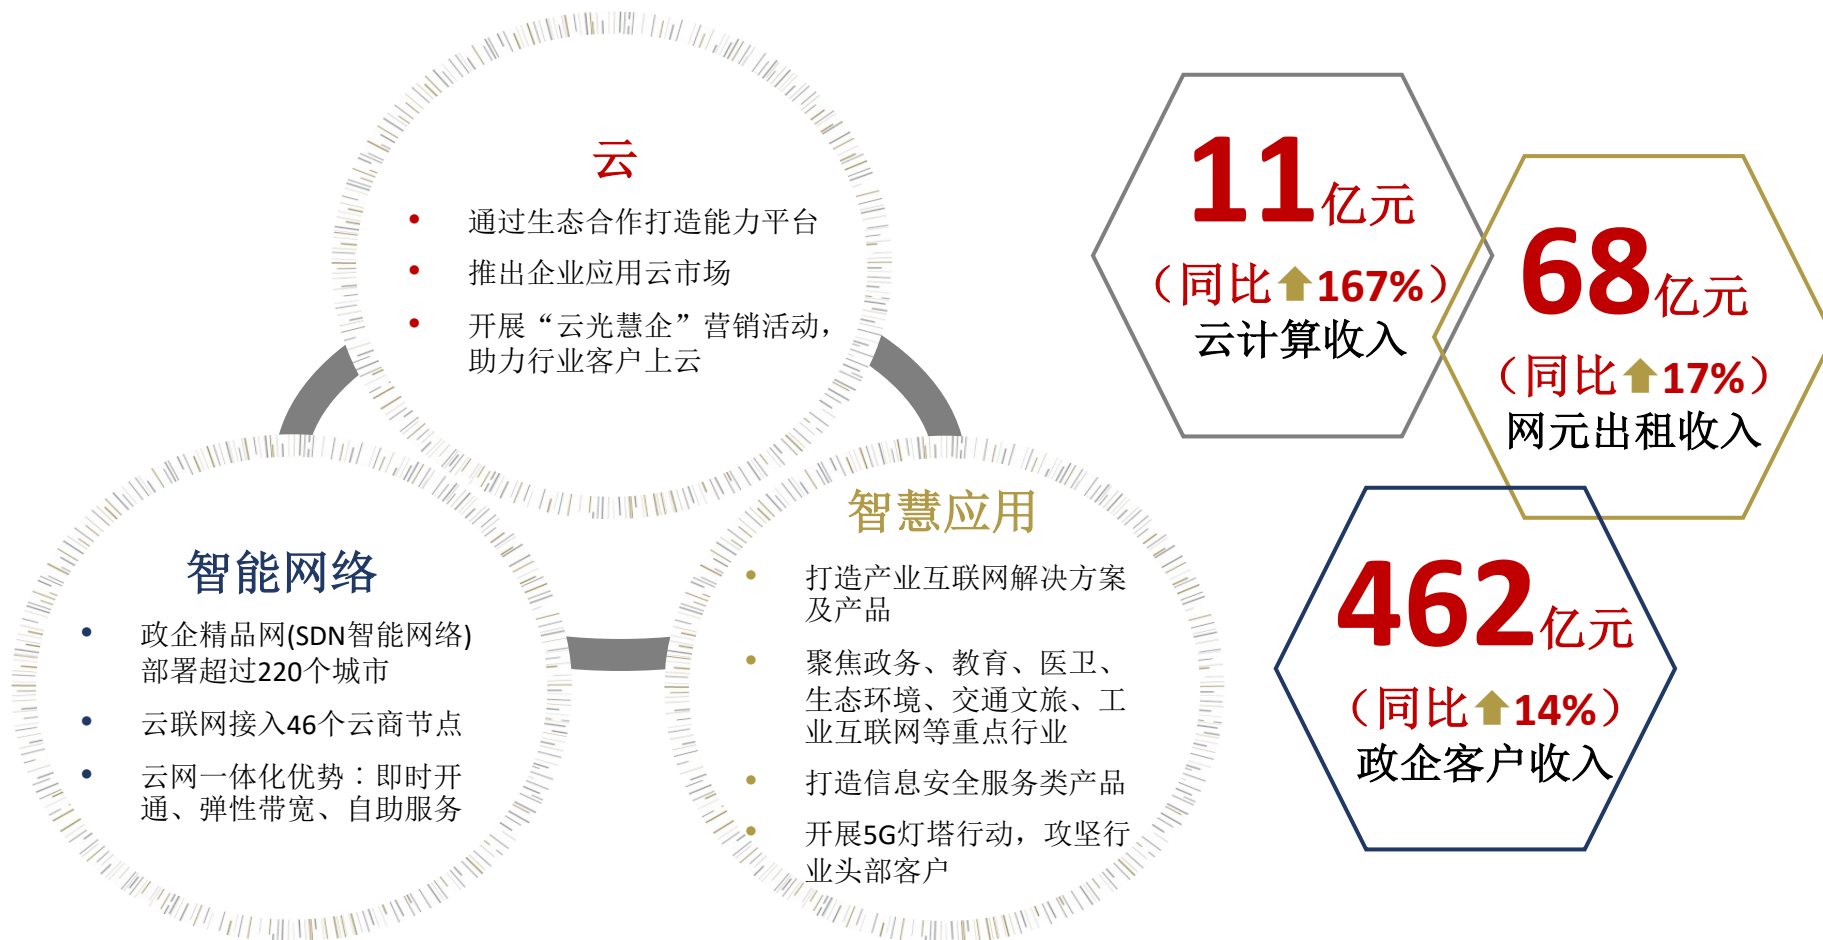 云
通过生态合作打造能力平台
推出企业应用云市场
开展“云光慧企”营销活动，
助力行业客户上云
智能网络
政企精品网(SDN智能网络)
部署超过220个城市
云联网接入46个云商节点
云网一体化优势：即时开
通、弹性带宽、自助服务
智慧应用
打造产业互联网解决方案
及产品
聚焦政务、教育、医卫、
生态环境、交通文旅、工
业互联网等重点行业
打造信息安全服务类产品
开展5G灯塔行动，攻坚行
业头部客户
11亿元
（同比167%）
云计算收入
68亿元
（同比17%）
网元出租收入
462亿元
（同比14%）
政企客户收入